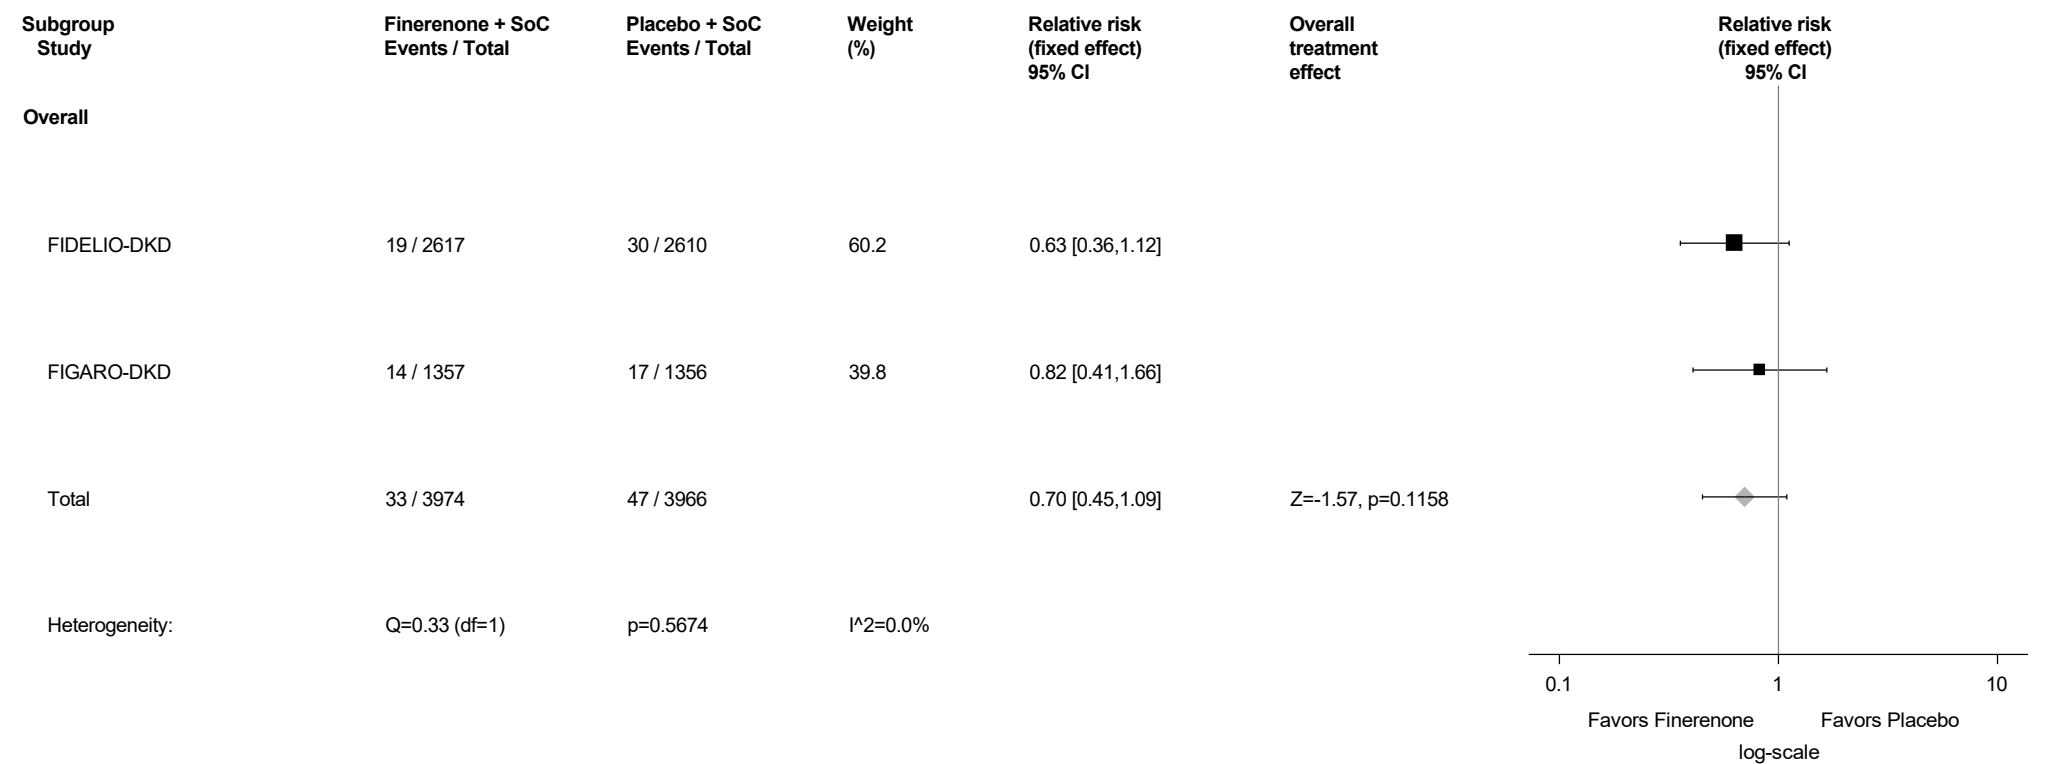 Subgroup Finerenone + SoC Placebo + SoC Weight Relative risk Overall Relative risk
Study Events / Total Events / Total (%) (fixed effect) treatment (fixed effect)
95% CI effect 95% CI
Overall
FIDELIO-DKD 19 / 2617 30 / 2610 60.2 0.63 [0.36,1.12]
FIGARO-DKD 14 / 1357 17 / 1356 39.8 0.82 [0.41,1.66]
Total 33 / 3974 47 / 3966 0.70 [0.45,1.09] Z=-1.57, p=0.1158
Heterogeneity: Q=0.33 (df=1) p=0.5674 I^2=0.0%
0.1 1 10
Favors Finerenone Favors Placebo
log-scale